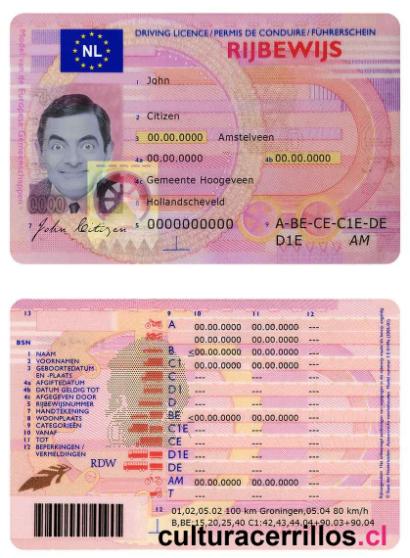 DRIVING LICENCE/PERMIS DE CONDUIRE/FÜHRERSCHEIN
NL
RIJBEWIJS
Model van de Europese Gemeenschappen
1 John
2 Citizen
3 00.00.0000 Amstelveen
4a 00.00.0000 4b 00.00.0000
4c Gemeente Hoogeveen
8 Hollandscheveld
0000
7 John Citizen
5 0000000000
9 A-BE-CE-C1E-DE
D1E AM
13
BSN
1 NAAM
2 VOORNAMEN
3 GEBOORTEDATUM
EN -PLAATS
4a AFGIFTEDATUM
4b DATUM GELDIG TOT
4c AFGEGEVEN DOOR
5 RIJBEWIJSNUMMER
7 HANDTEKENING
8 WOONPLAATS
9 CATEGORIEËN
10 VANAF
11 TOT
12 BEPERKINGEN/
VERMELDINGEN
RDW
9 10 11 12
A 00.00.0000 00.00.0000 ---
--- --- ---
B <00.00.0000 00.00.0000 ---
C1 00.00.0000 00.00.0000 ---
C --- --- ---
D1 --- --- ---
D --- --- ---
BE <00.00.0000 00.00.0000 ---
C1E --- --- ---
CE --- --- ---
D1E --- --- ---
DE --- --- ---
AM 00.00.0000 00.00.0000 ---
T --- --- ---
12 01,02,05.02 100 km Groningen,05.04 80 km/h
B,BE:15,20,25,40 C1:42,43,44.04+90.03+90.04
culturacerrillos.cl